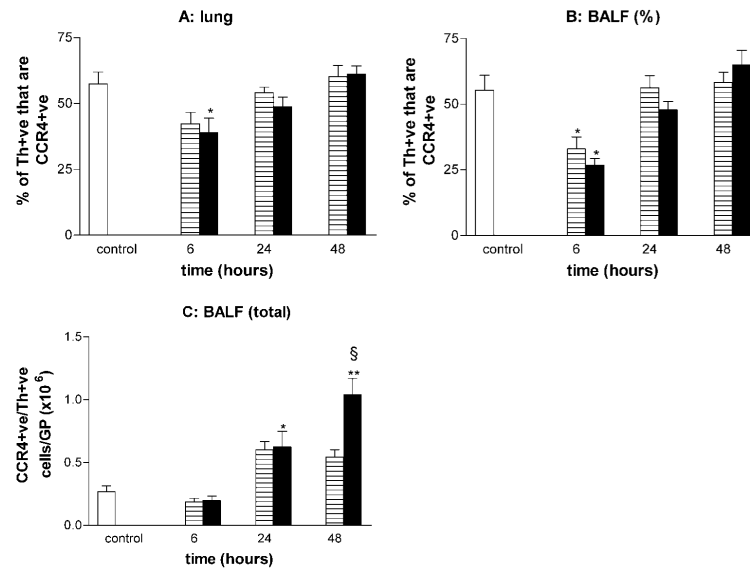 A: lung
75
50
25
0
% of Th+ve that are
CCR4+ve
*
control 6 24 48
time (hours)
B: BALF (%)
75
50
25
0
% of Th+ve that are
CCR4+ve
*
*
control 6 24 48
time (hours)
C: BALF (total)
1.5
1.0
0.5
0.0
CCR4+ve/Th+ve
cells/GP (x10⁶)
*
§
**
control 6 24 48
time (hours)